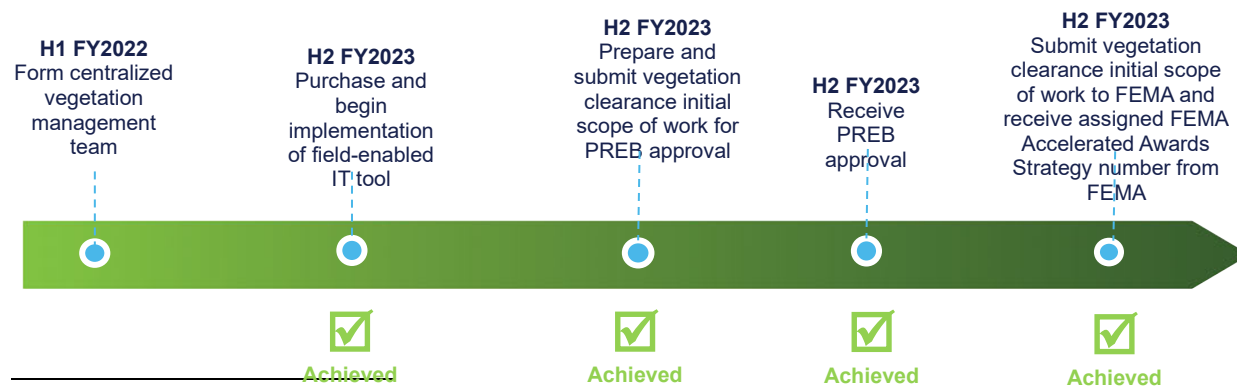 H1 FY2022
Form centralized
vegetation
management
team
H2 FY2023
Purchase and
begin
implementation
of field-enabled
IT tool
H2 FY2023
Prepare and
submit vegetation
clearance initial
scope of work for
PREB approval
H2 FY2023
Receive
PREB
approval
H2 FY2023
Submit vegetation
clearance initial scope
of work to FEMA and
receive assigned FEMA
Accelerated Awards
Strategy number from
FEMA
Achieved
Achieved
Achieved
Achieved